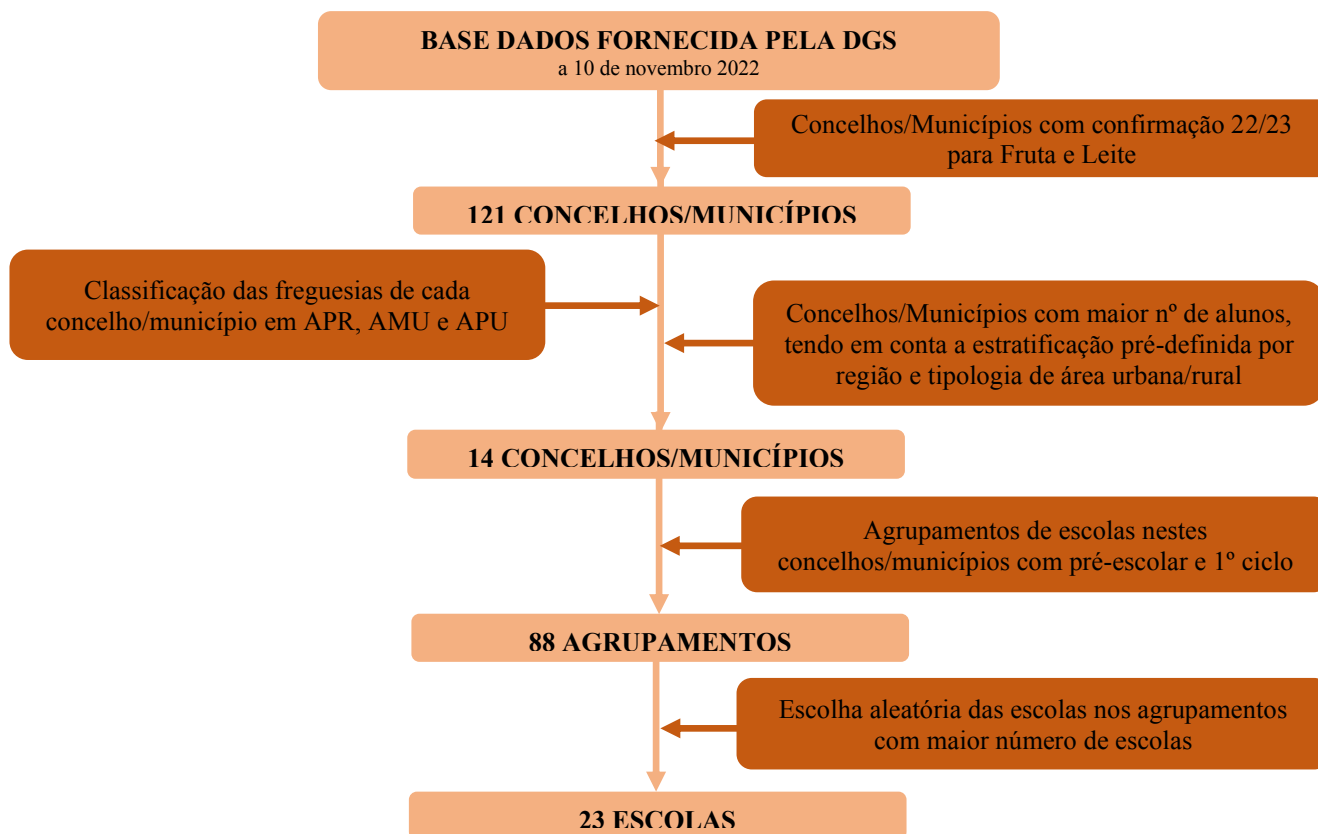 BASE DADOS FORNECIDA PELA DGS
a 10 de novembro 2022
Concelhos/Municípios com confirmação 22/23
para Fruta e Leite
121 CONCELHOS/MUNICÍPIOS
Classificação das freguesias de cada
concelho/município em APR, AMU e APU
Concelhos/Municípios com maior nº de alunos,
tendo em conta a estratificação pré-definida por
região e tipologia de área urbana/rural
14 CONCELHOS/MUNICÍPIOS
Agrupamentos de escolas nestes
concelhos/municípios com pré-escolar e 1º ciclo
88 AGRUPAMENTOS
Escolha aleatória das escolas nos agrupamentos
com maior número de escolas
23 ESCOLAS